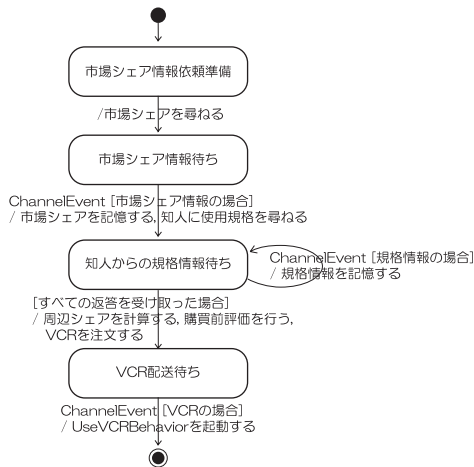 市場シェア情報依頼準備
/市場シェアを尋ねる
市場シェア情報待ち
ChannelEvent [市場シェア情報の場合]
/ 市場シェアを記憶する, 知人に使用規格を尋ねる
知人からの規格情報待ち
ChannelEvent [規格情報の場合]
/ 規格情報を記憶する
[すべての返答を受け取った場合]
/ 周辺シェアを計算する, 購買前評価を行う,
VCRを注文する
VCR配送待ち
ChannelEvent [VCRの場合]
/ UseVCRBehaviorを起動する